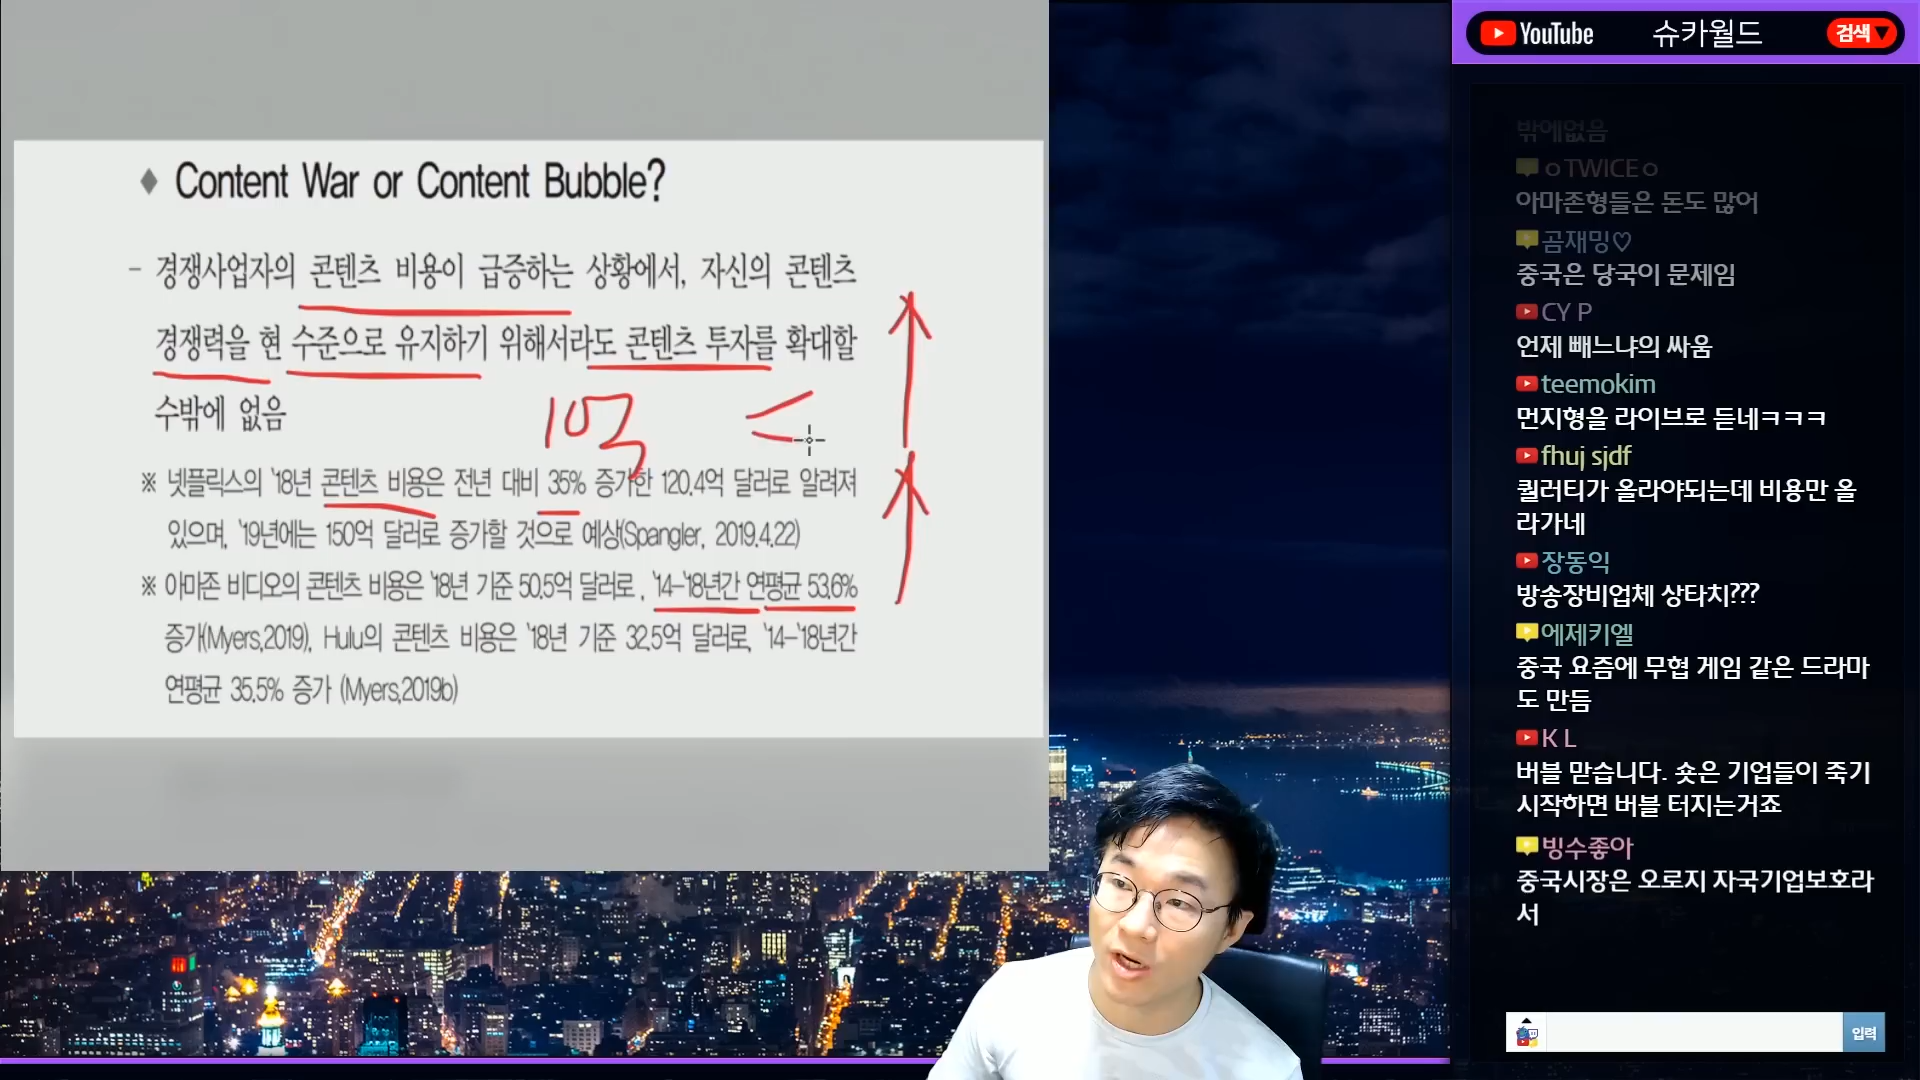 ◆ Content War or Content Bubble?
– 경쟁사업자의 콘텐츠 비용이 급증하는 상황에서, 자신의 콘텐츠
경쟁력을 현 수준으로 유지하기 위해서라도 콘텐츠 투자를 확대할
수밖에 없음
10억
※ 넷플릭스의 '18년 콘텐츠 비용은 전년 대비 35% 증가한 120.4억 달러로 알려져
있으며, '19년에는 150억 달러로 증가할 것으로 예상(Spangler, 2019.4.22)
※ 아마존 비디오의 콘텐츠 비용은 '18년 기준 50.5억 달러로, '14–'18년간 연평균 53.6%
증가(Myers,2019), Hulu의 콘텐츠 비용은 '18년 기준 32.5억 달러로, '14–'18년간
연평균 35.5% 증가 (Myers,2019b)
YouTube 슈카월드 검색▼
밖에없음
ㅇTWICEㅇ
아마존형들은 돈도 많어
곰재밍♡
중국은 당국이 문제임
CY P
언제 빼느냐의 싸움
teemokim
먼지형을 라이브로 듣네ㅋㅋㅋ
fhuj sjdf
퀄러티가 올라야되는데 비용만 올
라가네
장동익
방송장비업체 상타치???
에제키엘
중국 요즘에 무협 게임 같은 드라마
도 만듬
K L
버블 맏습니다. 숏은 기업들이 죽기
시작하면 버블 터지는거죠
빙수좋아
중국시장은 오로지 자국기업보호라
서
입력